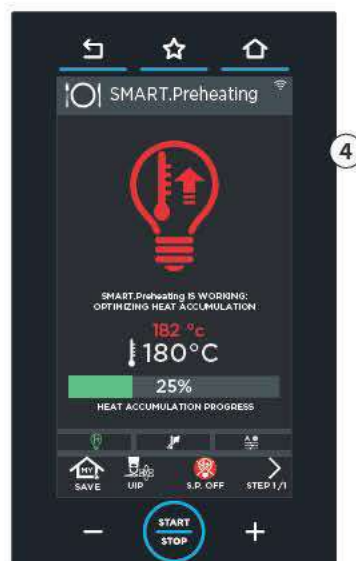 SMART.Preheating
4
SMART.Preheating IS WORKING:
OPTIMIZING HEAT ACCUMULATION
182 °c
180°C
25%
HEAT ACCUMULATION PROGRESS
MY
SAVE
UIP
S.P. OFF
STEP 1/1
−
START
STOP
+